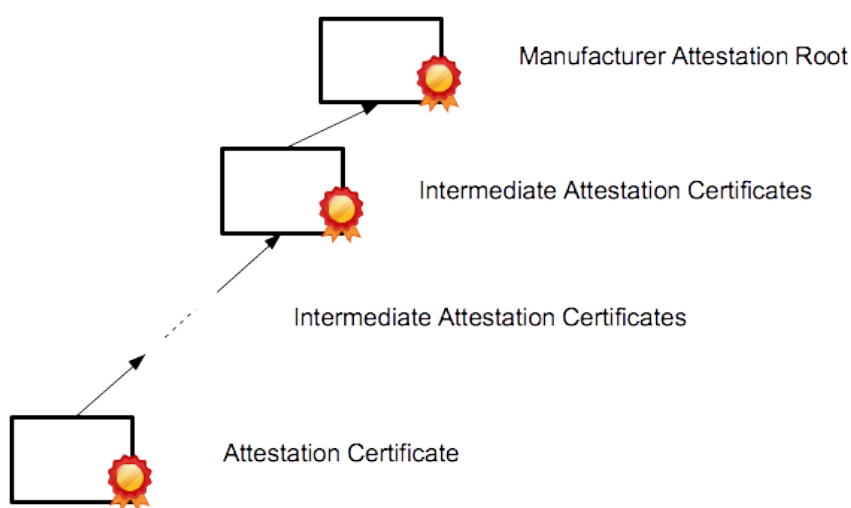 Manufacturer Attestation Root
Intermediate Attestation Certificates
Intermediate Attestation Certificates
Attestation Certificate